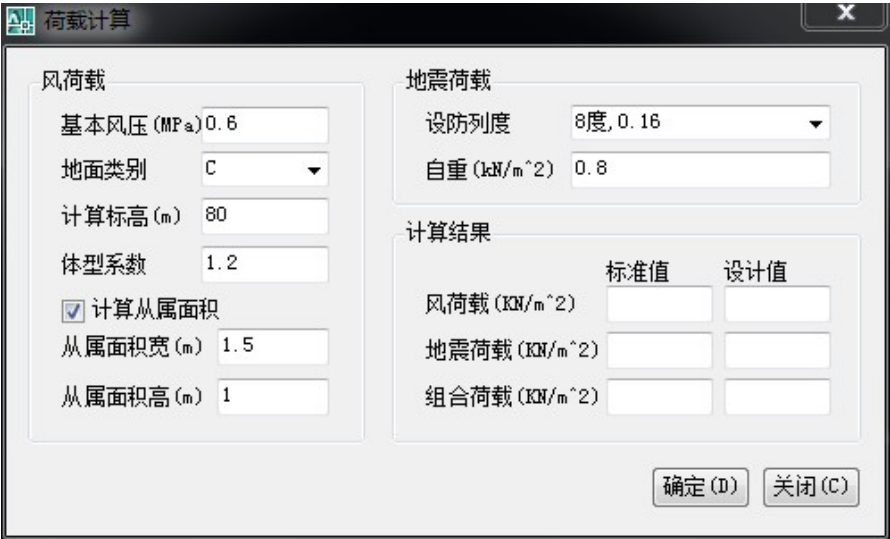 荷载计算
X
风荷载
基本风压(MPa) 0.6
地面类别 C
计算标高(m) 80
体型系数 1.2
计算从属面积
从属面积宽(m) 1.5
从属面积高(m) 1
地震荷载
设防列度 8度,0.16
自重(kN/m^2) 0.8
计算结果
标准值 设计值
风荷载(KN/m^2)
地震荷载(KN/m^2)
组合荷载(KN/m^2)
确定(D) 关闭(C)